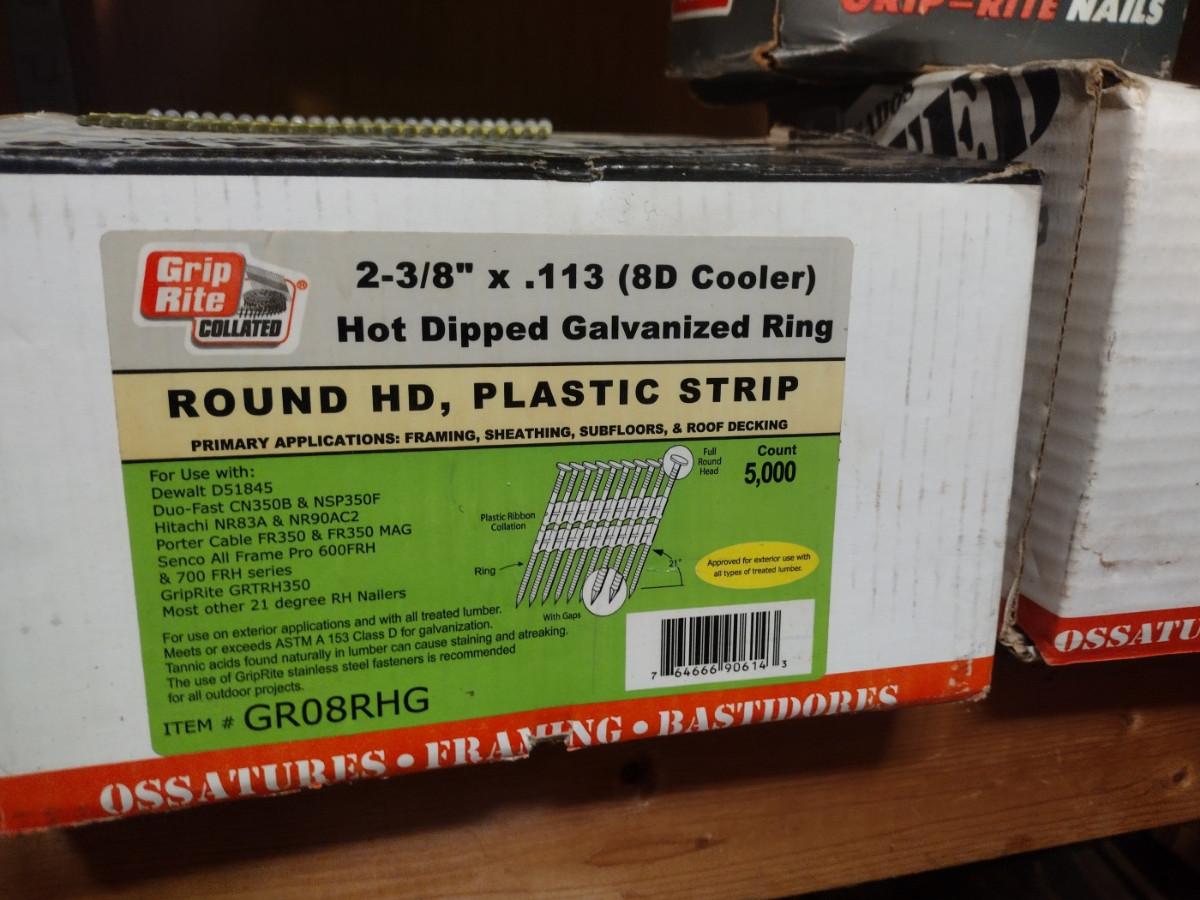 GRIP-RITE NAILS
Grip
Rite
COLLATED
®
2-3/8" x .113 (8D Cooler)
Hot Dipped Galvanized Ring
ROUND HD, PLASTIC STRIP
PRIMARY APPLICATIONS: FRAMING, SHEATHING, SUBFLOORS, & ROOF DECKING
For Use with:
Dewalt D51845
Duo-Fast CN350B & NSP350F
Hitachi NR83A & NR90AC2
Porter Cable FR350 & FR350 MAG
Senco All Frame Pro 600FRH
& 700 FRH series
GripRite GRTRH350
Most other 21 degree RH Nailers
Plastic Ribbon
Collation
Ring
With Gaps
21°
Full
Round
Head
Count
5,000
Approved for exterior use with
all types of treated lumber.
For use on exterior applications and with all treated lumber.
Meets or exceeds ASTM A 153 Class D for galvanization.
Tannic acids found naturally in lumber can cause staining and atreaking.
The use of GripRite stainless steel fasteners is recommended
for all outdoor projects.
ITEM # GR08RHG
7 64666 90614 3
OSSATURES • FRAMING • BASTIDORES
OSSATU